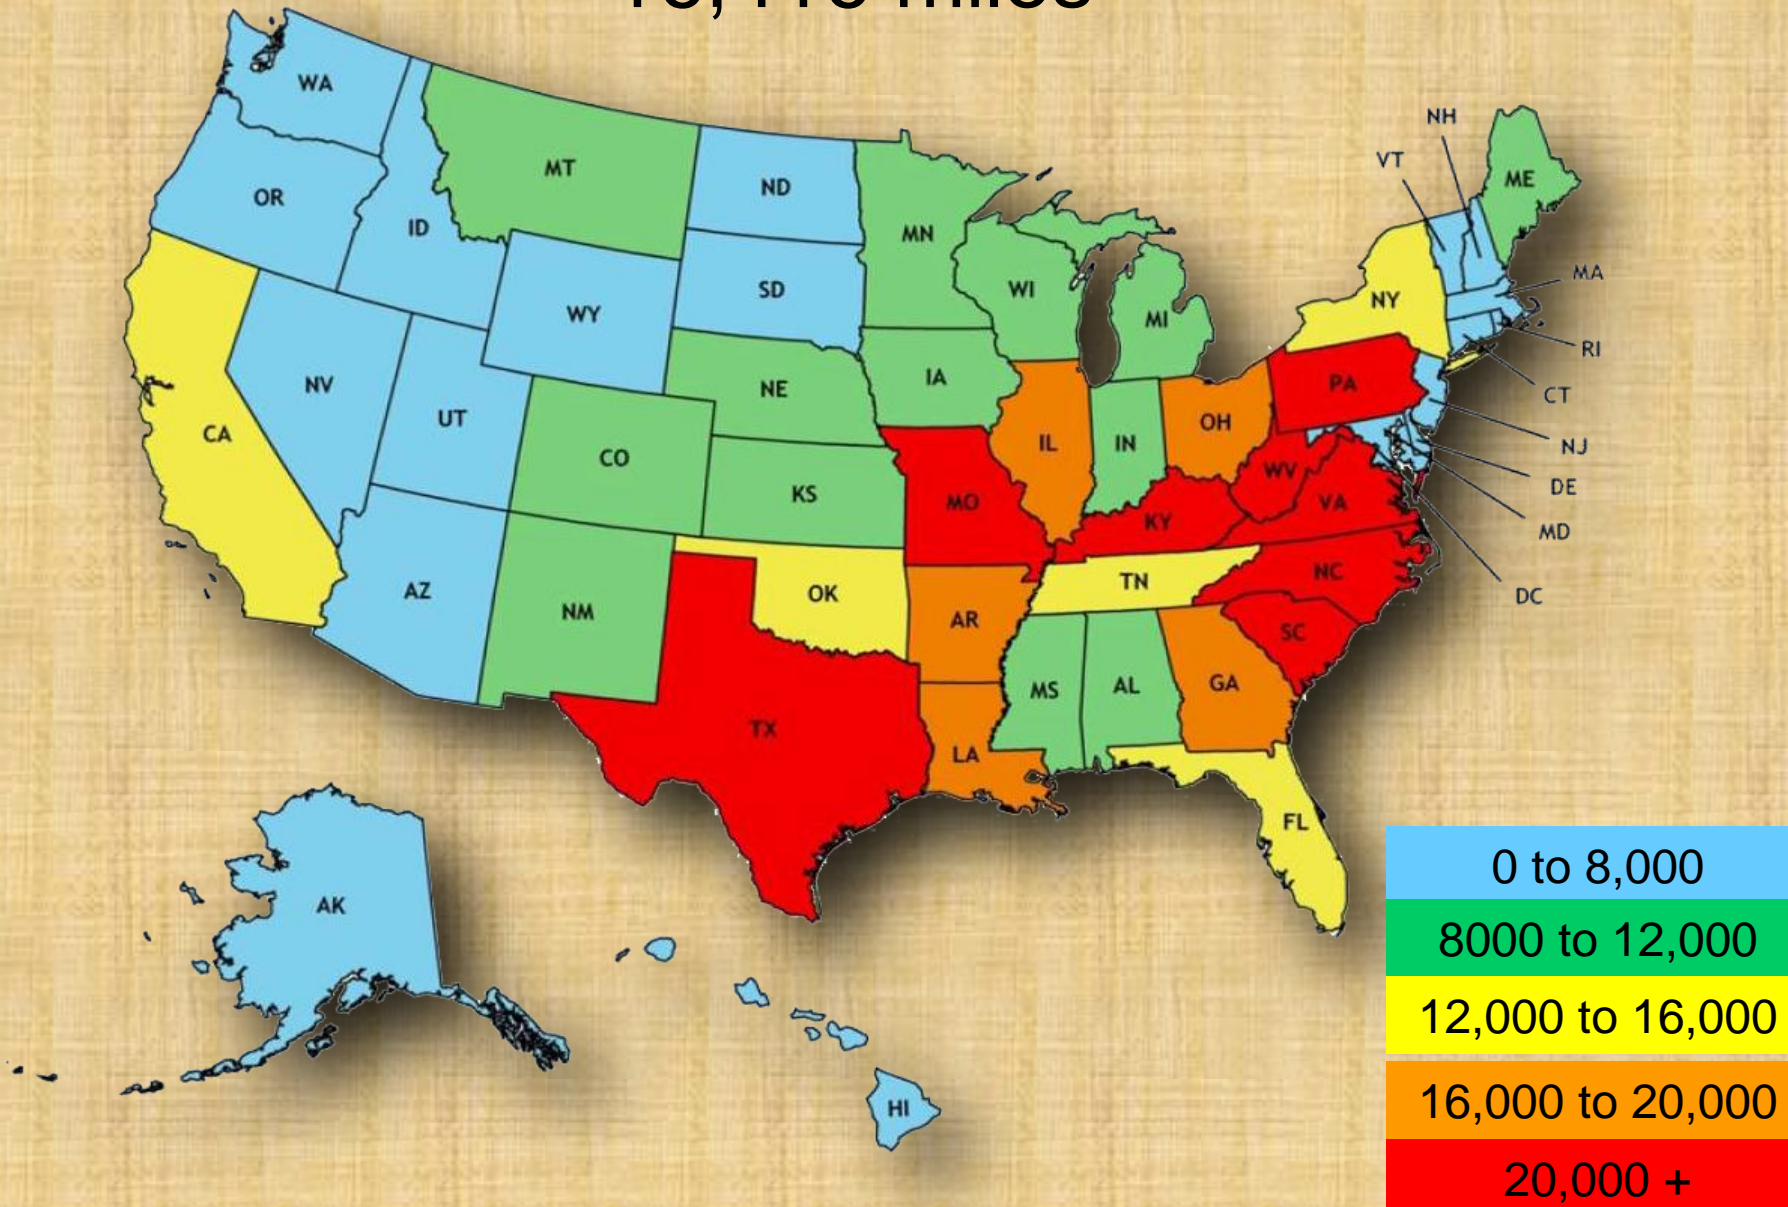 WA
NH
VT
MT
ME
ND
OR
ID
MN
MA
SD
WI
NY
WY
MI
RI
NV
NE
IA
PA
CT
UT
CA
CO
IL
IN
OH
NJ
KS
MO
WV
DE
VA
KY
MD
AZ
NM
OK
TN
NC
DC
AR
SC
MS
AL
GA
TX
LA
FL
AK
HI
0 to 8,000
8000 to 12,000
12,000 to 16,000
16,000 to 20,000
20,000 +